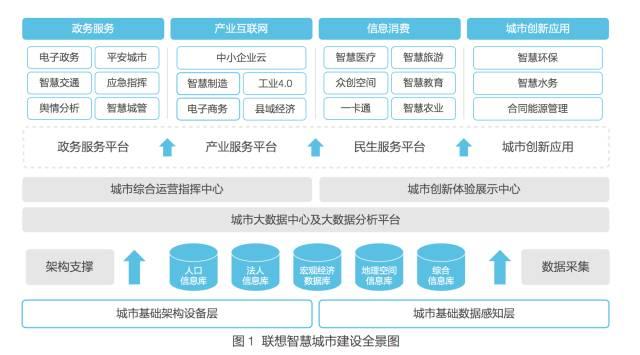 政务服务
产业互联网
信息消费
城市创新应用
电子政务 平安城市
中小企业云
智慧医疗 智慧旅游
智慧环保
智慧交通 应急指挥
智慧制造 工业4.0
众创空间 智慧教育
智慧水务
舆情分析 智慧城管
电子商务 县域经济
一卡通 智慧农业
合同能源管理
政务服务平台
产业服务平台
民生服务平台
城市创新应用
城市综合运营指挥中心
城市创新体验展示中心
城市大数据中心及大数据分析平台
架构支撑
人口
信息库
法人
信息库
宏观经济
数据库
地理空间
信息库
综合
信息库
数据采集
城市基础架构设备层
城市基础数据感知层
图 1 联想智慧城市建设全景图